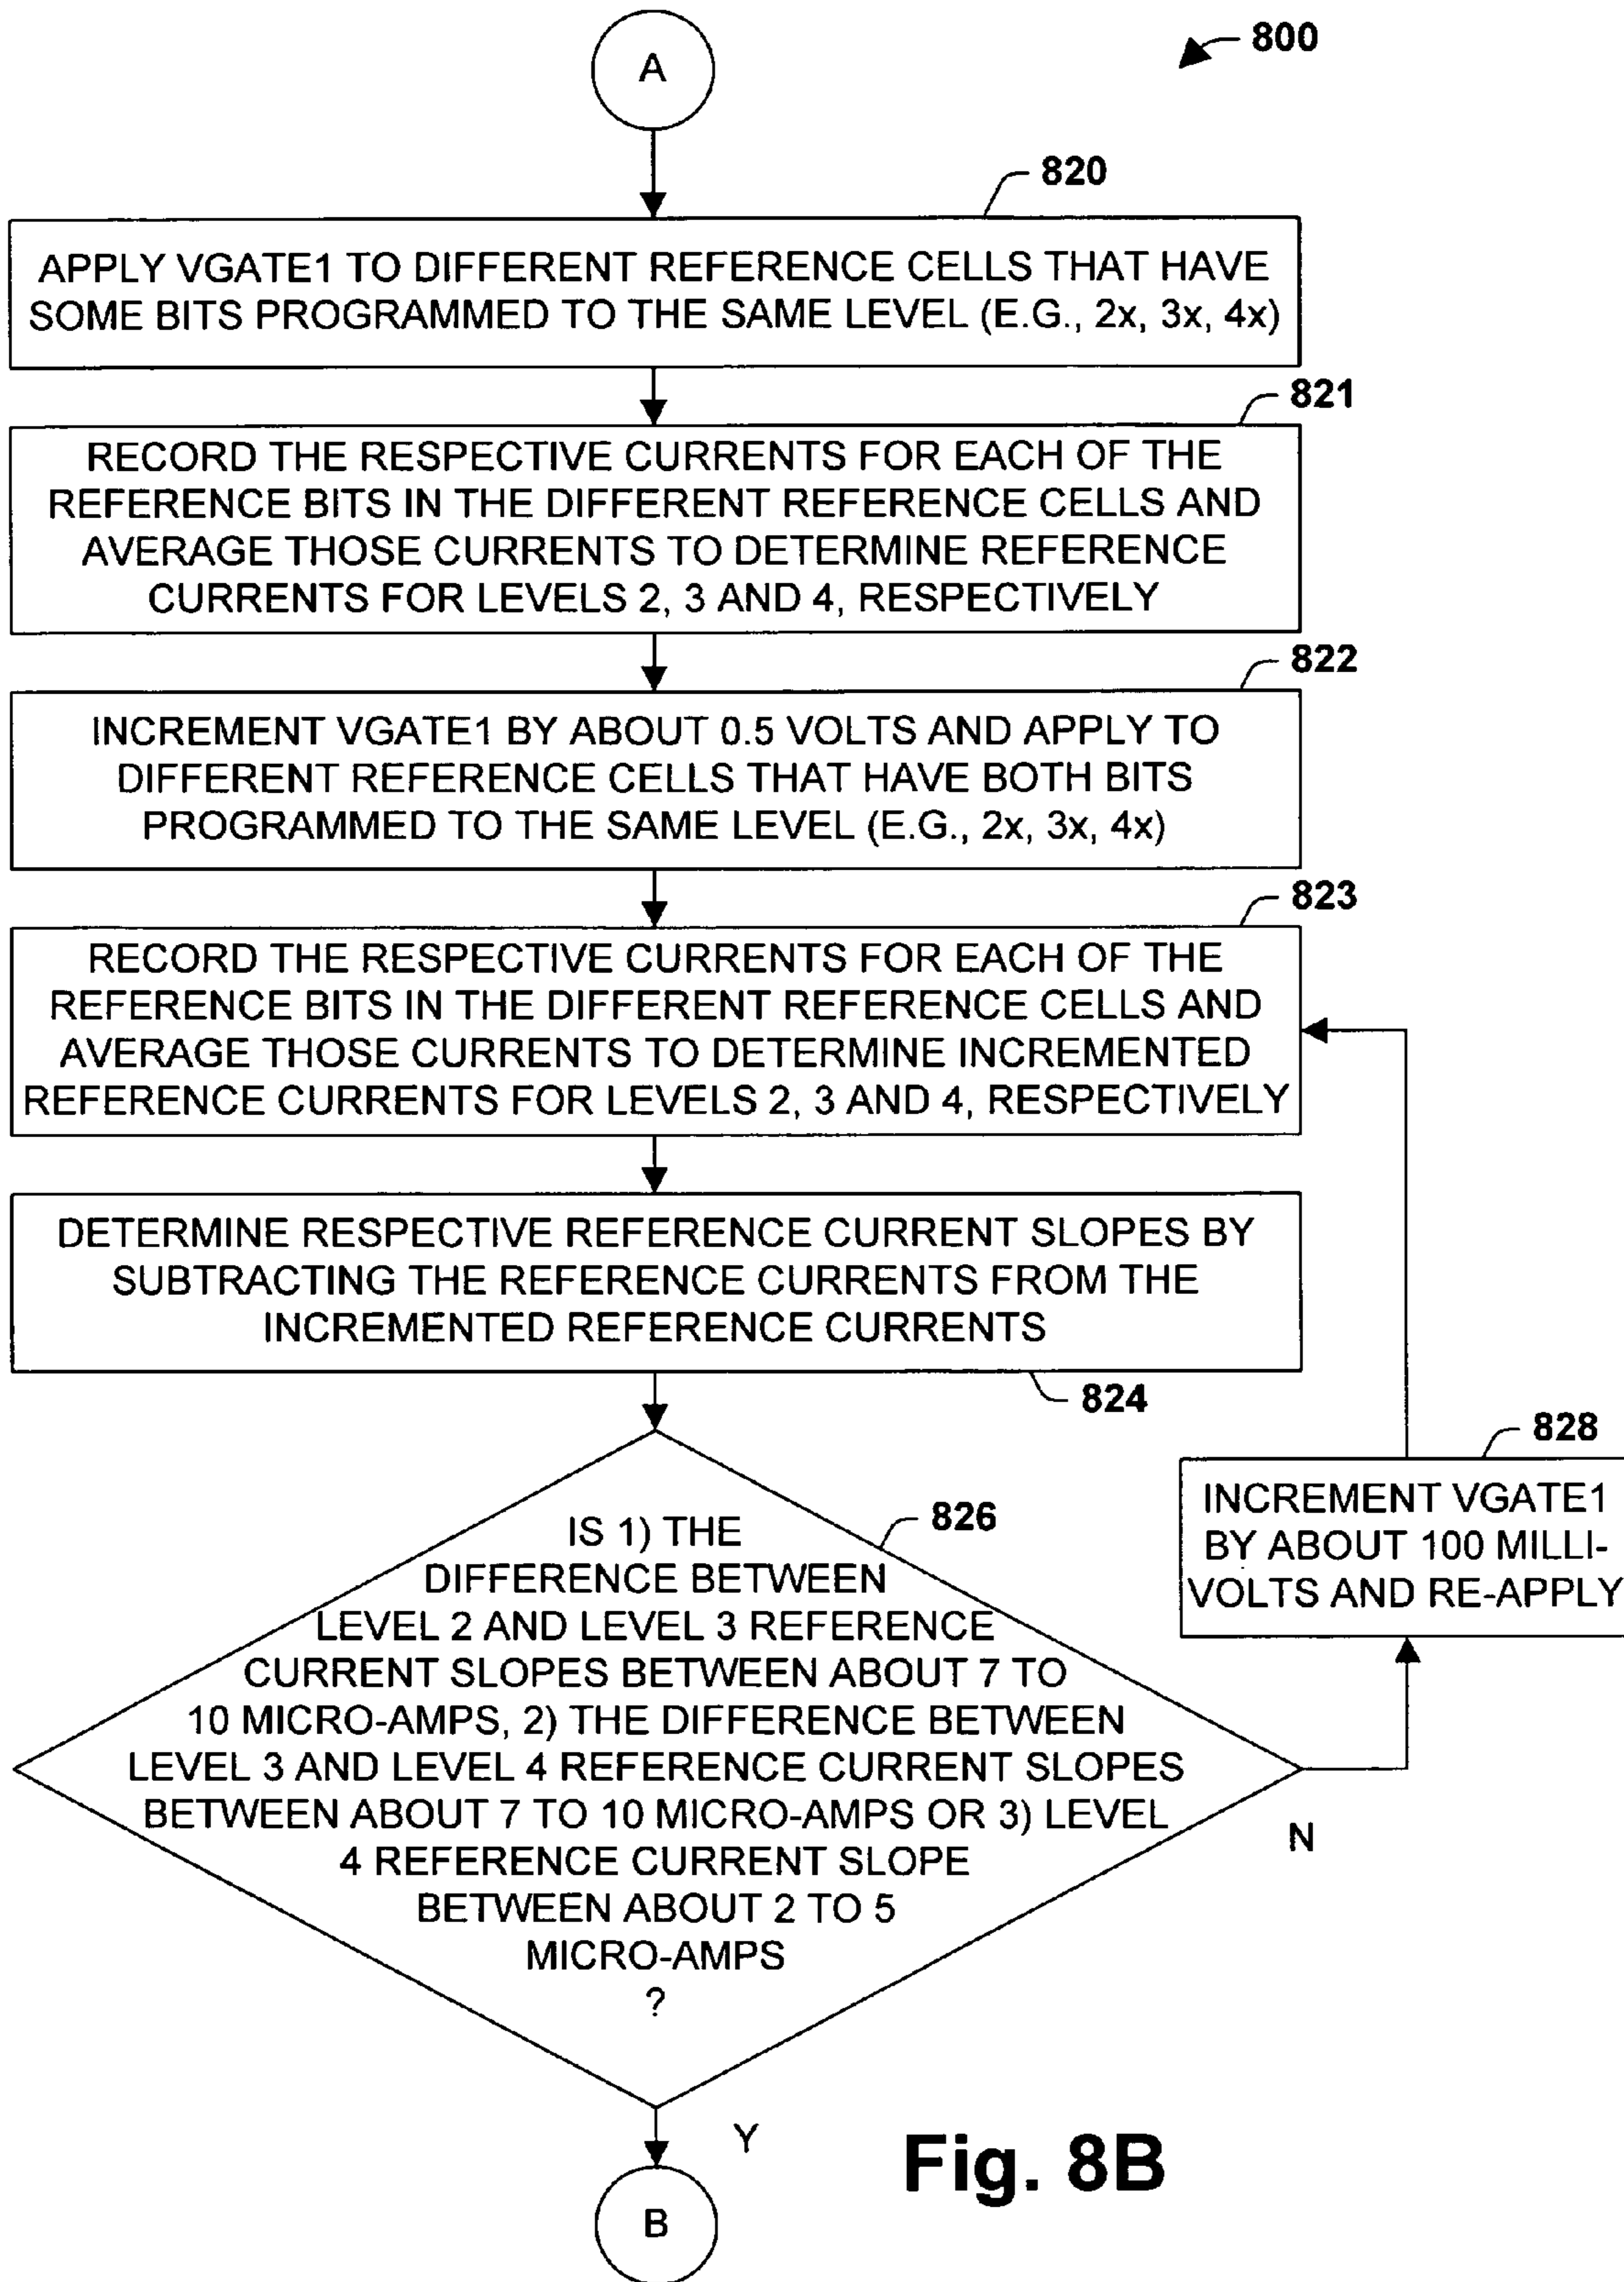 A
800
820
APPLY VGATE1 TO DIFFERENT REFERENCE CELLS THAT HAVE
SOME BITS PROGRAMMED TO THE SAME LEVEL (E.G., 2x, 3x, 4x)
821
RECORD THE RESPECTIVE CURRENTS FOR EACH OF THE
REFERENCE BITS IN THE DIFFERENT REFERENCE CELLS AND
AVERAGE THOSE CURRENTS TO DETERMINE REFERENCE
CURRENTS FOR LEVELS 2, 3 AND 4, RESPECTIVELY
822
INCREMENT VGATE1 BY ABOUT 0.5 VOLTS AND APPLY TO
DIFFERENT REFERENCE CELLS THAT HAVE BOTH BITS
PROGRAMMED TO THE SAME LEVEL (E.G., 2x, 3x, 4x)
823
RECORD THE RESPECTIVE CURRENTS FOR EACH OF THE
REFERENCE BITS IN THE DIFFERENT REFERENCE CELLS AND
AVERAGE THOSE CURRENTS TO DETERMINE INCREMENTED
REFERENCE CURRENTS FOR LEVELS 2, 3 AND 4, RESPECTIVELY
DETERMINE RESPECTIVE REFERENCE CURRENT SLOPES BY
SUBTRACTING THE REFERENCE CURRENTS FROM THE
INCREMENTED REFERENCE CURRENTS
824
826
IS 1) THE
DIFFERENCE BETWEEN
LEVEL 2 AND LEVEL 3 REFERENCE
CURRENT SLOPES BETWEEN ABOUT 7 TO
10 MICRO-AMPS, 2) THE DIFFERENCE BETWEEN
LEVEL 3 AND LEVEL 4 REFERENCE CURRENT SLOPES
BETWEEN ABOUT 7 TO 10 MICRO-AMPS OR 3) LEVEL
4 REFERENCE CURRENT SLOPE
BETWEEN ABOUT 2 TO 5
MICRO-AMPS
?
N
828
INCREMENT VGATE1
BY ABOUT 100 MILLI-
VOLTS AND RE-APPLY
Y
B
Fig. 8B